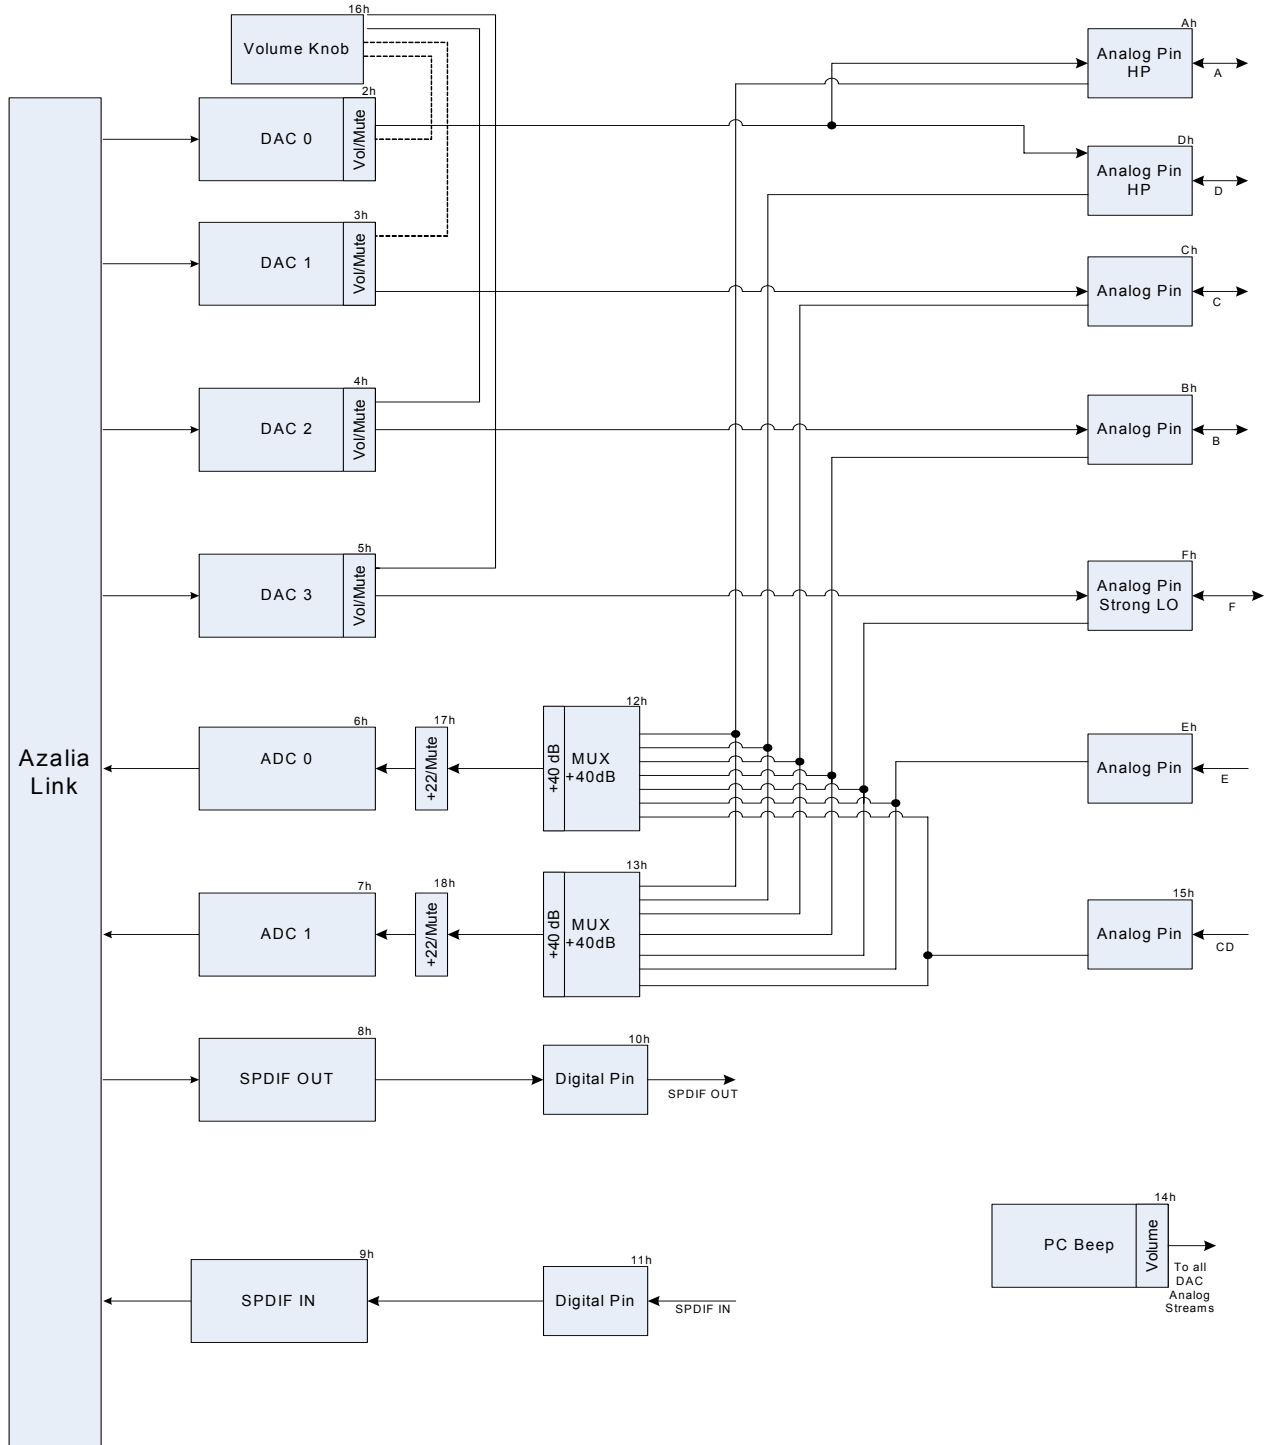 16h
Volume Knob
2h
DAC 0
Vol/Mute
3h
DAC 1
Vol/Mute
4h
DAC 2
Vol/Mute
5h
DAC 3
Vol/Mute
Azalia
Link
6h
ADC 0
17h
+22/Mute
12h
+40 dB
MUX
+40dB
7h
ADC 1
18h
+22/Mute
13h
+40 dB
MUX
+40dB
8h
SPDIF OUT
10h
Digital Pin
SPDIF OUT
9h
SPDIF IN
11h
Digital Pin
SPDIF IN
Ah
Analog Pin
HP
A
Dh
Analog Pin
HP
D
Ch
Analog Pin
C
Bh
Analog Pin
B
Fh
Analog Pin
Strong LO
F
Eh
Analog Pin
E
15h
Analog Pin
CD
14h
PC Beep
Volume
To all
DAC
Analog
Streams